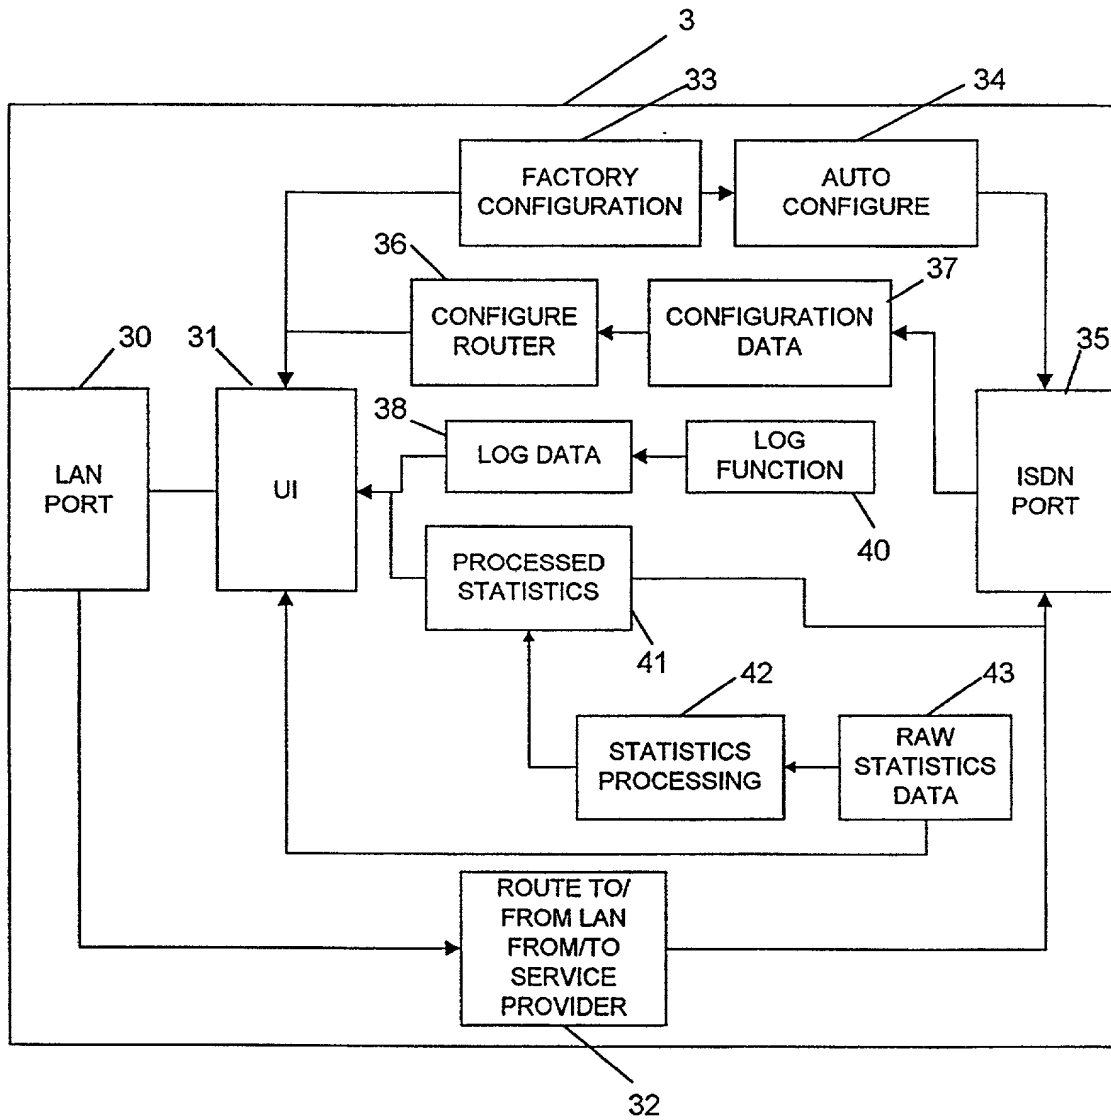 3
33
34
FACTORY
CONFIGURATION
AUTO
CONFIGURE
36
37
CONFIGURE
ROUTER
CONFIGURATION
DATA
30
31
35
38
LAN
PORT
UI
LOG DATA
LOG
FUNCTION
ISDN
PORT
40
PROCESSED
STATISTICS
41
42
43
STATISTICS
PROCESSING
RAW
STATISTICS
DATA
ROUTE TO/
FROM LAN
FROM/TO
SERVICE
PROVIDER
32